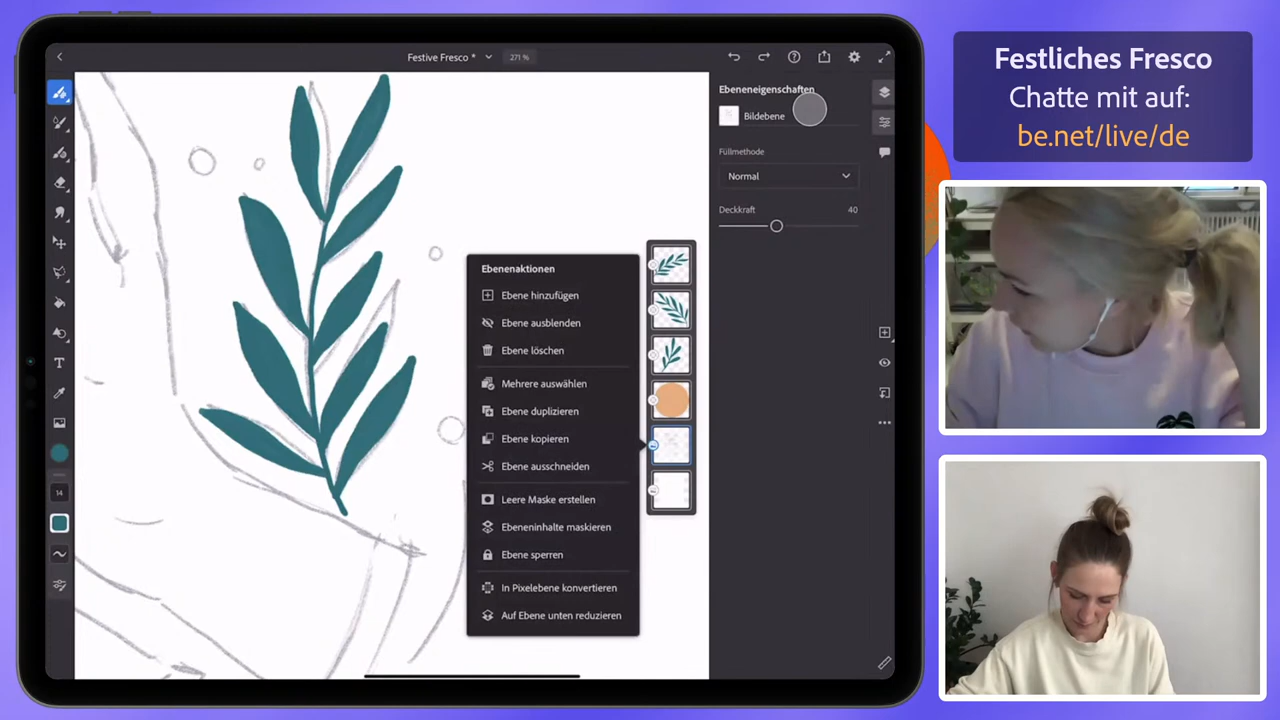 Festive Fresco *
271 %
Ebeneneigenschaften
Bildebene
Füllmethode
Normal
Deckkraft
40
Ebenenaktionen
Ebene hinzufügen
Ebene ausblenden
Ebene löschen
Mehrere auswählen
Ebene duplizieren
Ebene kopieren
Ebene ausschneiden
Leere Maske erstellen
Ebeneninhalte maskieren
Ebene sperren
In Pixelebene konvertieren
Auf Ebene unten reduzieren
T
14
Festliches Fresco
Chatte mit auf:
be.net/live/de